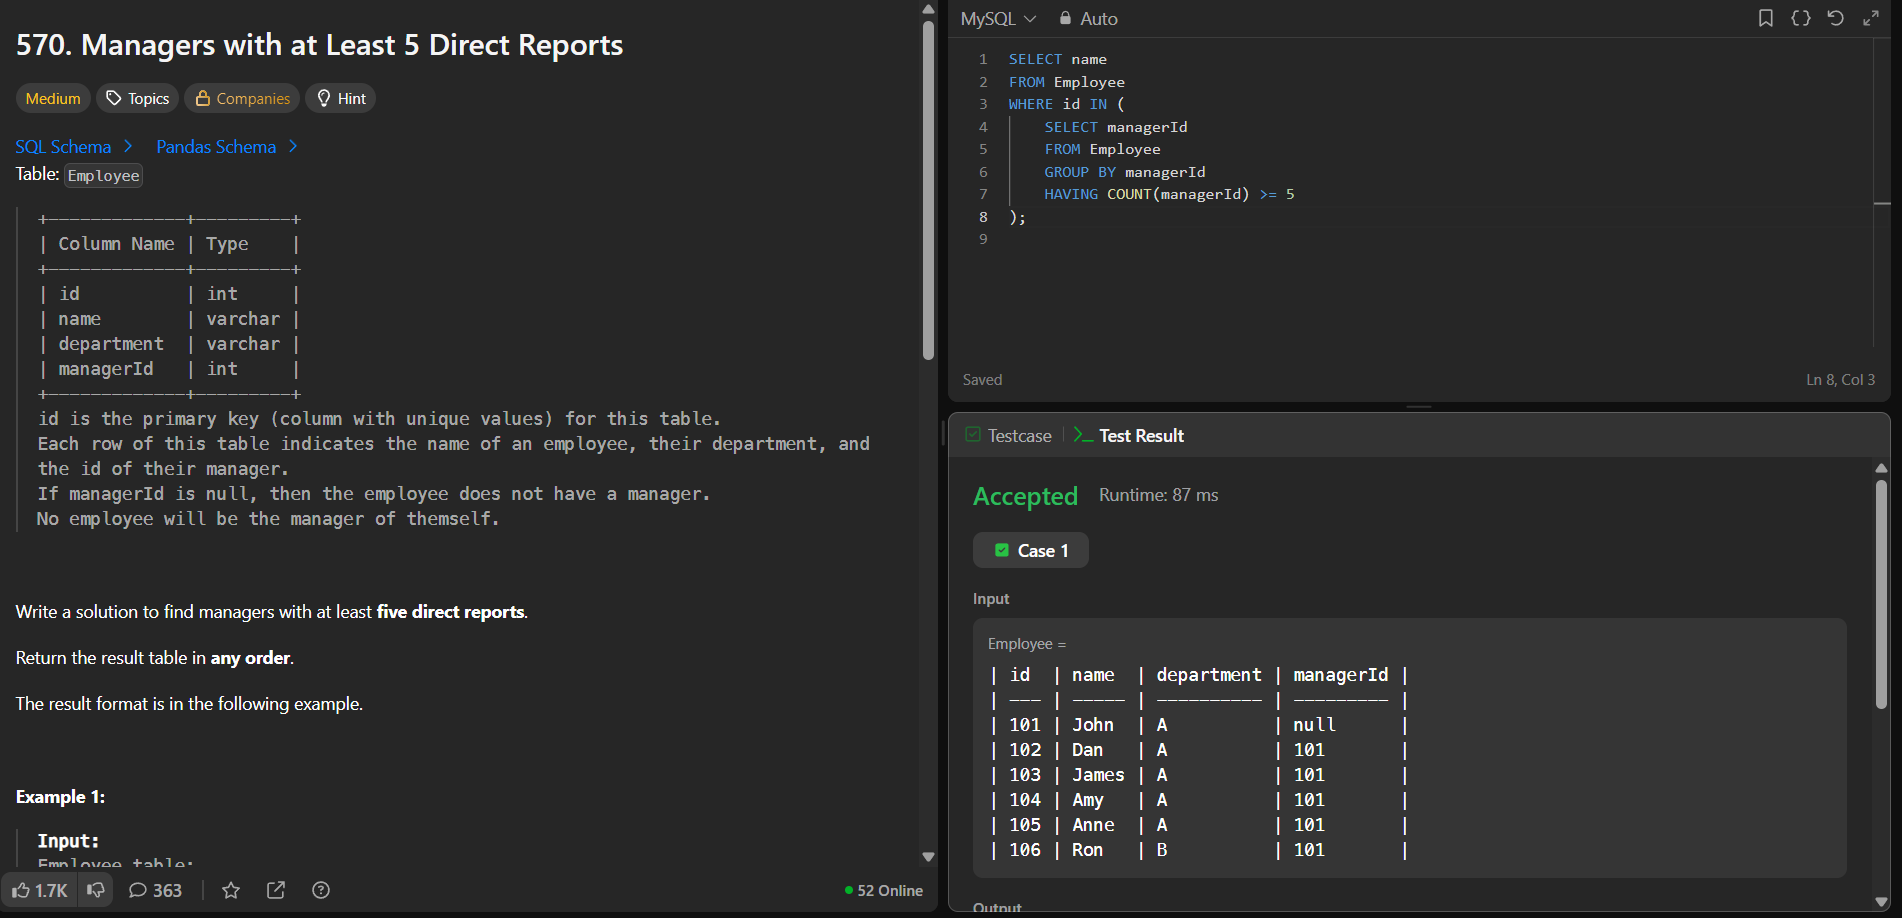 570. Managers with at Least 5 Direct Reports
Medium
Topics
Companies
Hint
SQL Schema
Pandas Schema
Table: Employee
+-------------+---------+
| Column Name | Type    |
+-------------+---------+
| id          | int     |
| name        | varchar |
| department  | varchar |
| managerId   | int     |
+-------------+---------+
id is the primary key (column with unique values) for this table.
Each row of this table indicates the name of an employee, their department, and
the id of their manager.
If managerId is null, then the employee does not have a manager.
No employee will be the manager of themself.
Write a solution to find managers with at least five direct reports.
Return the result table in any order.
The result format is in the following example.
Example 1:
Input:
Employee table:
1.7K
363
52 Online
MySQL
Auto
1 SELECT name
2 FROM Employee
3 WHERE id IN (
4     SELECT managerId
5     FROM Employee
6     GROUP BY managerId
7     HAVING COUNT(managerId) >= 5
8 );
9
Saved
Ln 8, Col 3
Testcase
Test Result
Accepted
Runtime: 87 ms
Case 1
Input
Employee =
| id  | name  | department | managerId |
| --- | ----- | ---------- | --------- |
| 101 | John  | A          | null      |
| 102 | Dan   | A          | 101       |
| 103 | James | A          | 101       |
| 104 | Amy   | A          | 101       |
| 105 | Anne  | A          | 101       |
| 106 | Ron   | B          | 101       |
Output